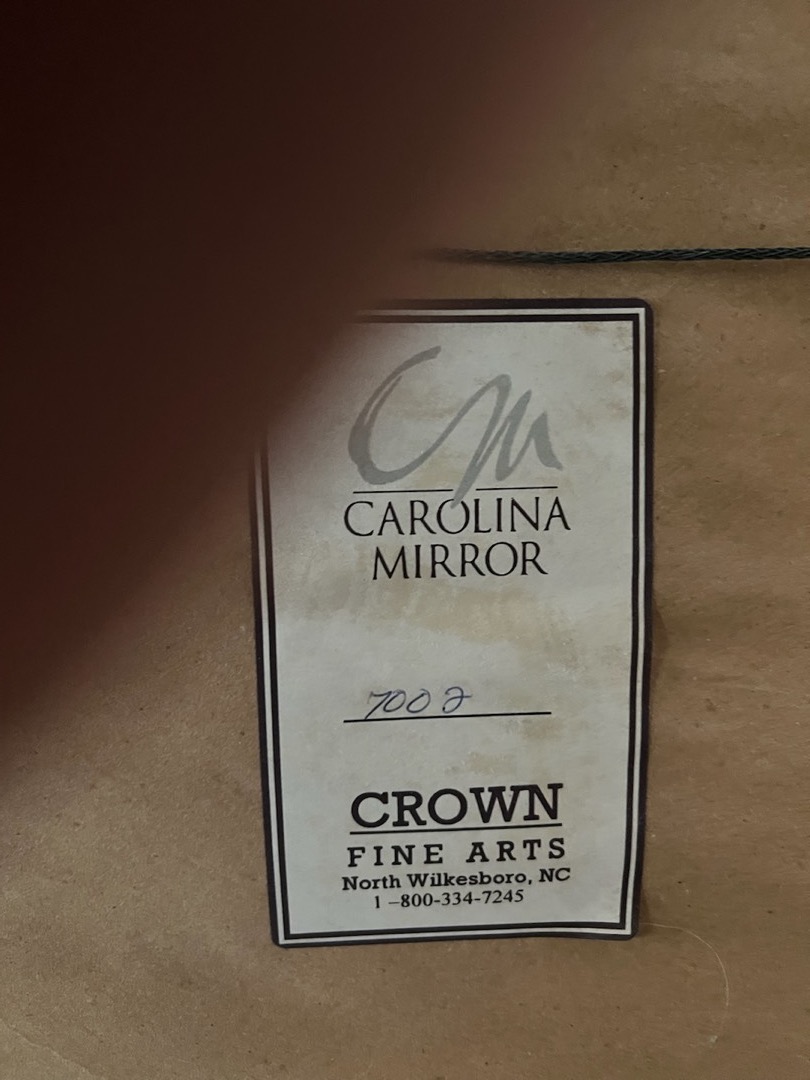 CM
CAROLINA
MIRROR
7002
CROWN
FINE ARTS
North Wilkesboro, NC
1-800-334-7245